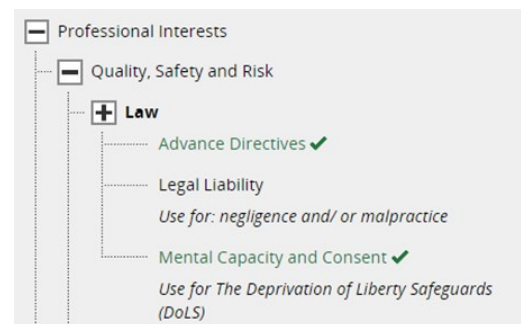 Professional Interests
Quality, Safety and Risk
Law
Advance Directives
Legal Liability
Use for: negligence and/ or malpractice
Mental Capacity and Consent
Use for The Deprivation of Liberty Safeguards
(DoLS)